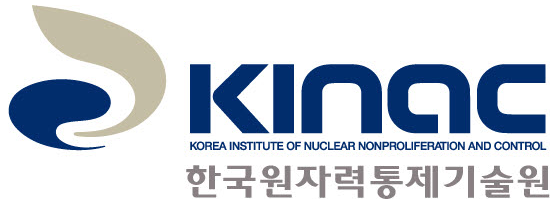 KINAC
KOREA INSTITUTE OF NUCLEAR NONPROLIFERATION AND CONTROL
한국원자력통제기술원